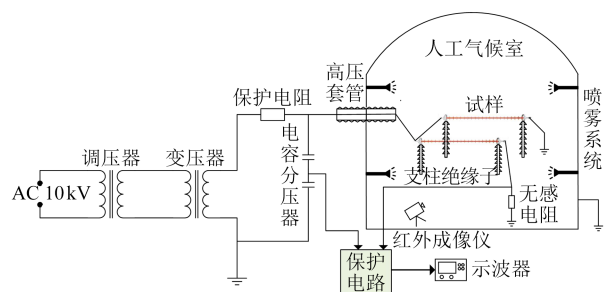 人工气候室
高压
套管
保护电阻
试样
喷雾系统
电容分压器
调压器
变压器
AC 10kV
支柱绝缘子
无感
电阻
红外成像仪
保护
电路
示波器